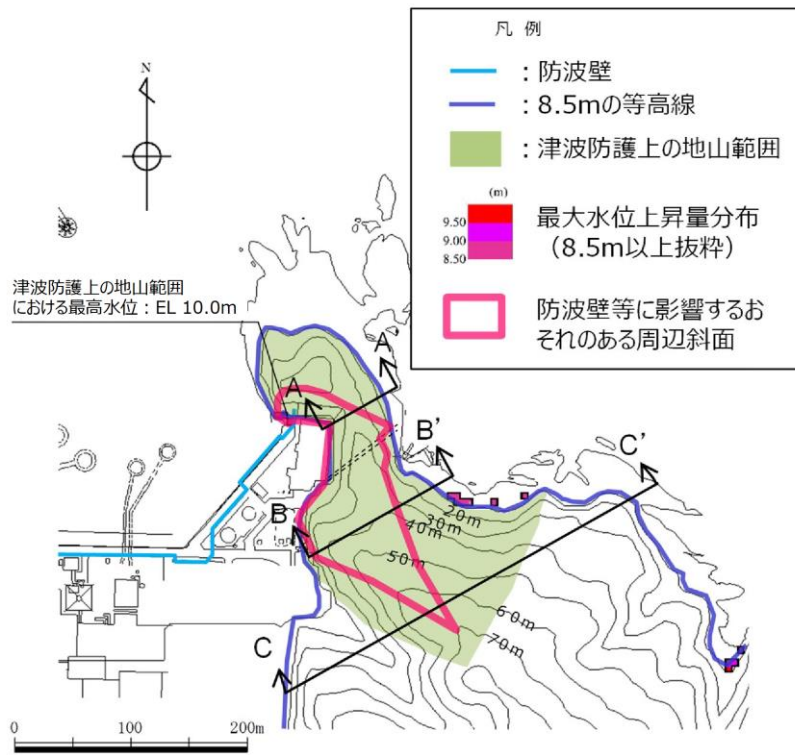 凡 例
：防波壁
：8.5mの等高線
：津波防護上の地山範囲
(m)
9.50
9.00
8.50
最大水位上昇量分布
（8.5m以上抜粋）
防波壁等に影響するお
それのある周辺斜面
N
津波防護上の地山範囲
における最高水位：EL 10.0m
A
A
B'
C'
B
20m
30m
40m
50m
60m
70m
C
0
100
200m